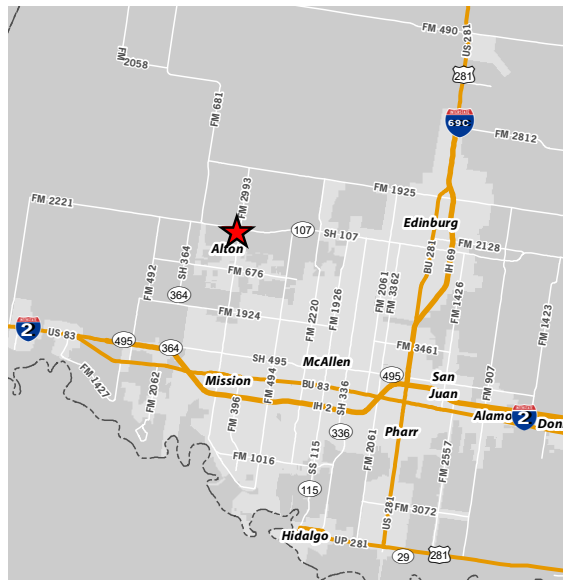 FM 490
US 281
FM
2058
281
FM 681
69C
FM 2812
FM 2993
FM 1925
FM 2221
107
SH 107
Edinburg
Alton
SH 364
FM 2128
FM 492
FM 676
BU 281
IH 69
364
FM 2061
FM 3362
FM 1426
FM 1924
FM 2220
FM 1926
FM 1423
2
US 83
495
364
FM 3461
SH 495
McAllen
495
San
Juan
FM 907
Mission
BU 83
FM 1427
FM 2062
FM 494
SH 336
IH 2
FM 396
Alamo
2
Donn
336
Pharr
FM 1016
SS 115
FM 2061
FM 2557
115
US 281
FM 3072
Hidalgo
UP 281
29
281